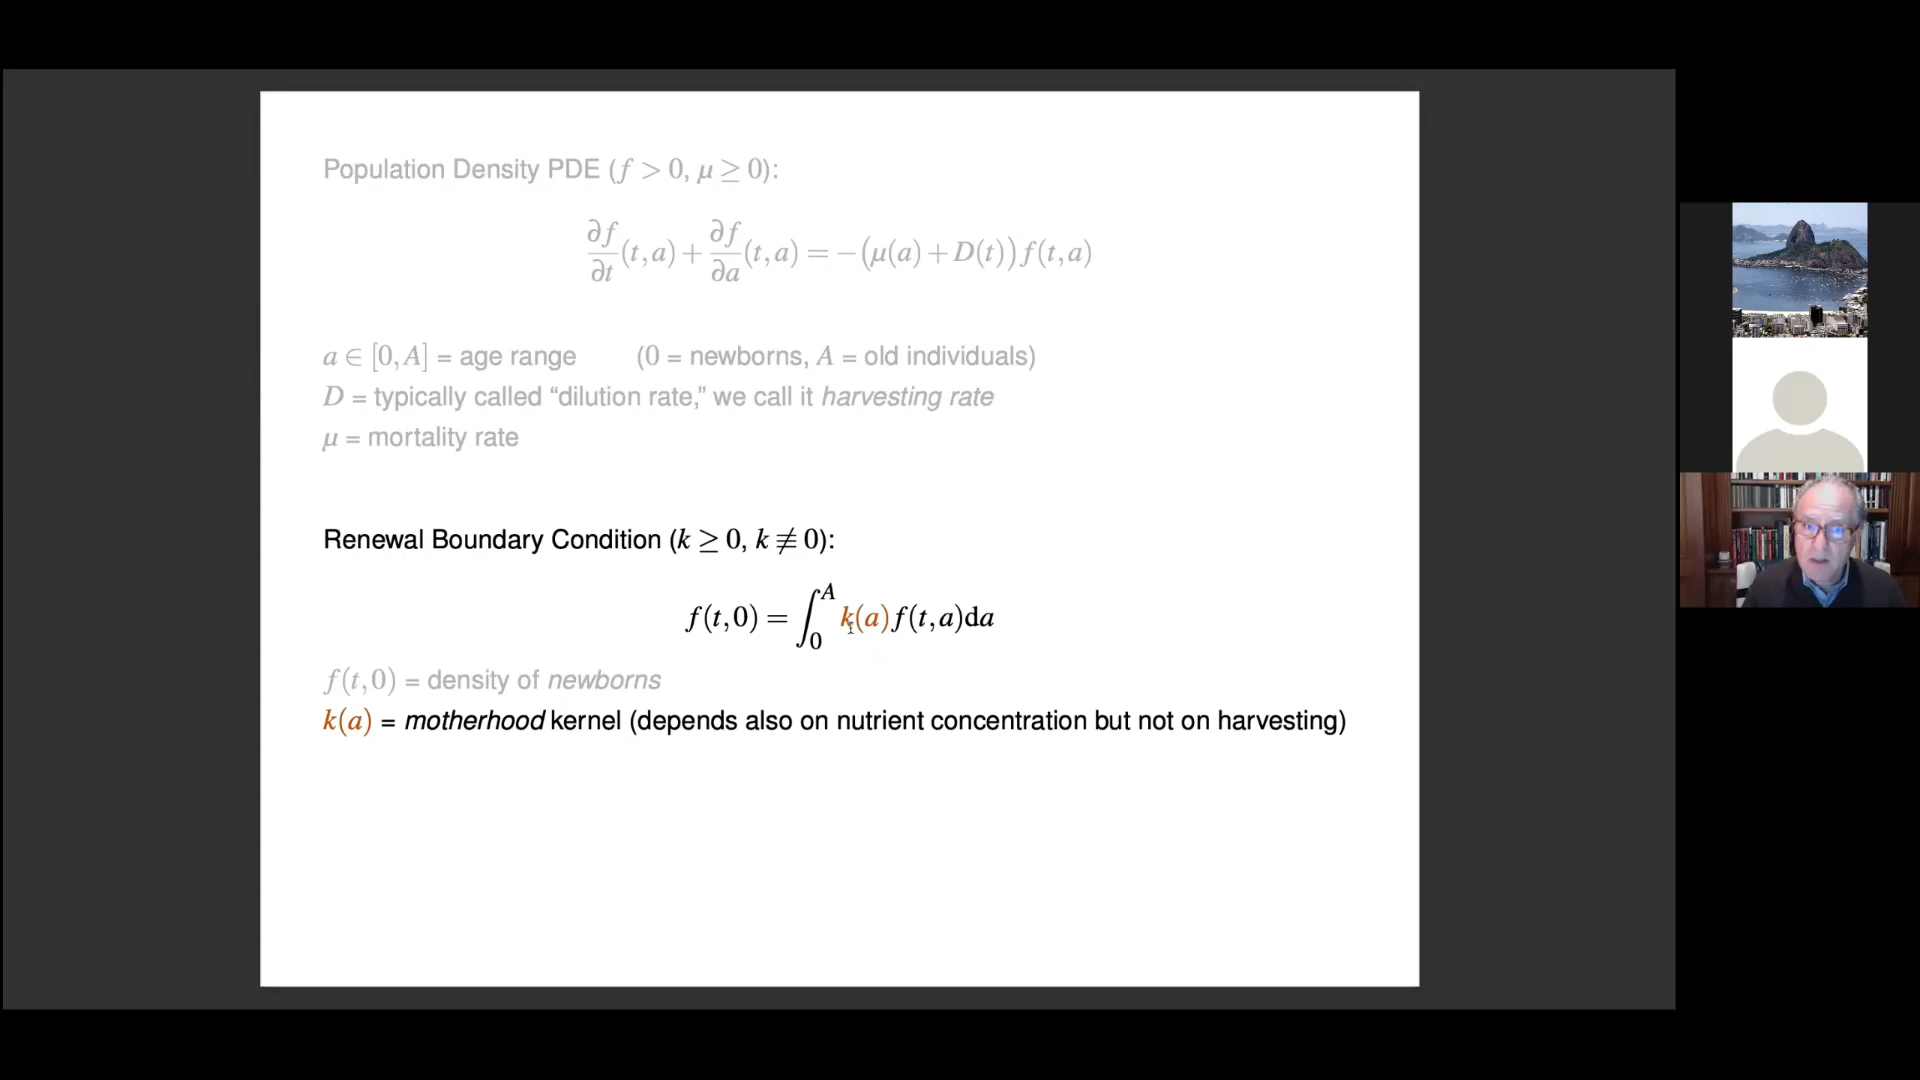 Population Density PDE (f > 0, μ ≥ 0):
∂f/∂t (t,a) + ∂f/∂a (t,a) = −(μ(a) + D(t)) f(t,a)
a ∈ [0,A] = age range (0 = newborns, A = old individuals)
D = typically called “dilution rate,” we call it harvesting rate
μ = mortality rate
Renewal Boundary Condition (k ≥ 0, k ≢ 0):
f(t,0) = ∫₀ᴬ k(a) f(t,a)da
f(t,0) = density of newborns
k(a) = motherhood kernel (depends also on nutrient concentration but not on harvesting)